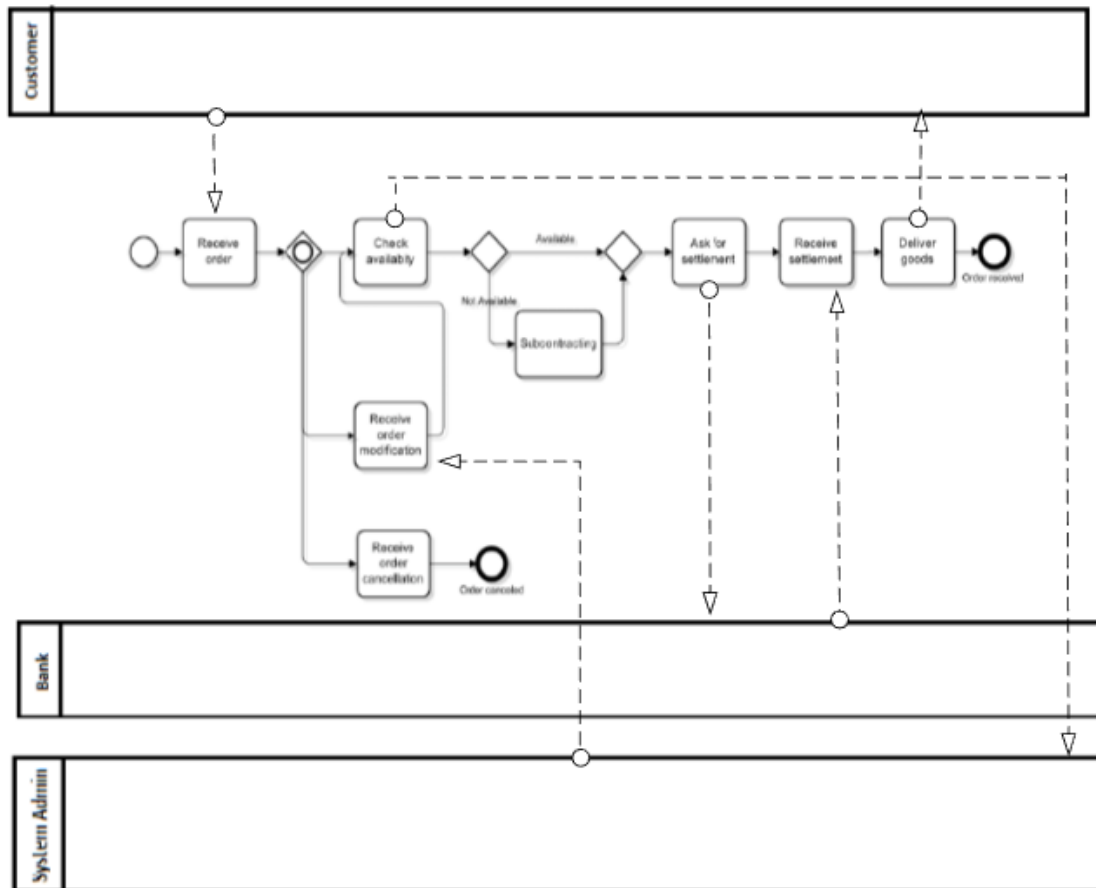 Customer
Receive
order
Check
availablty
Available.
Not Available.
Subcontracting
Ask for
settlement
Receive
settlement
Deliver
goods
Order received
Receive
order
modification
Receive
order
cancellation
Order canceled
Bank
System Admin